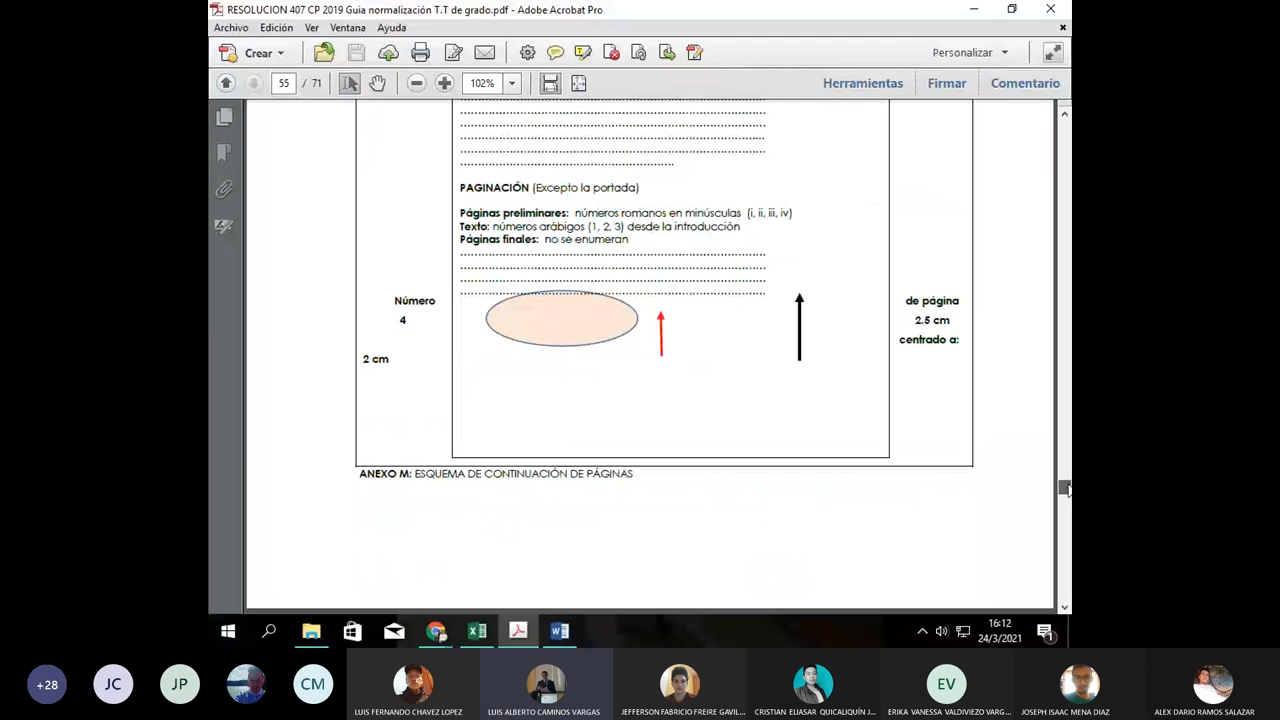 RESOLUCION 407 CP 2019 Guia normalización T.T de grado.pdf - Adobe Acrobat Pro
Archivo Edición Ver Ventana Ayuda
Crear Personalizar
55 / 71 102% Herramientas Firmar Comentario
PAGINACIÓN (Excepto la portada)
Páginas preliminares: números romanos en minúsculas (i, ii, iii, iv)
Texto: números arábigos (1, 2, 3) desde la introducción
Páginas finales: no se enumeran
Número de página
4 2.5 cm
centrado a:
2 cm
ANEXO M: ESQUEMA DE CONTINUACIÓN DE PÁGINAS
16:12
24/3/2021
1
+28 JC JP CM EV
LUIS FERNANDO CHAVEZ LOPEZ LUIS ALBERTO CAMINOS VARGAS JEFFERSON FABRICIO FREIRE GAVIL... CRISTIAN ELIASAR QUICALIQUÍN J... ERIKA VANESSA VALDIVIEZO VARG... JOSEPH ISAAC MENA DIAZ ALEX DARIO RAMOS SALAZAR